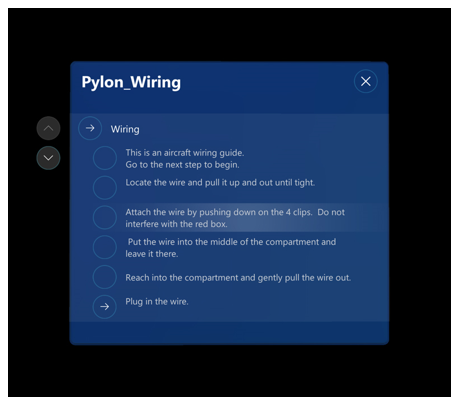 Pylon_Wiring
Wiring
This is an aircraft wiring guide.
Go to the next step to begin.
Locate the wire and pull it up and out until tight.
Attach the wire by pushing down on the 4 clips.  Do not
interfere with the red box.
Put the wire into the middle of the compartment and
leave it there.
Reach into the compartment and gently pull the wire out.
Plug in the wire.